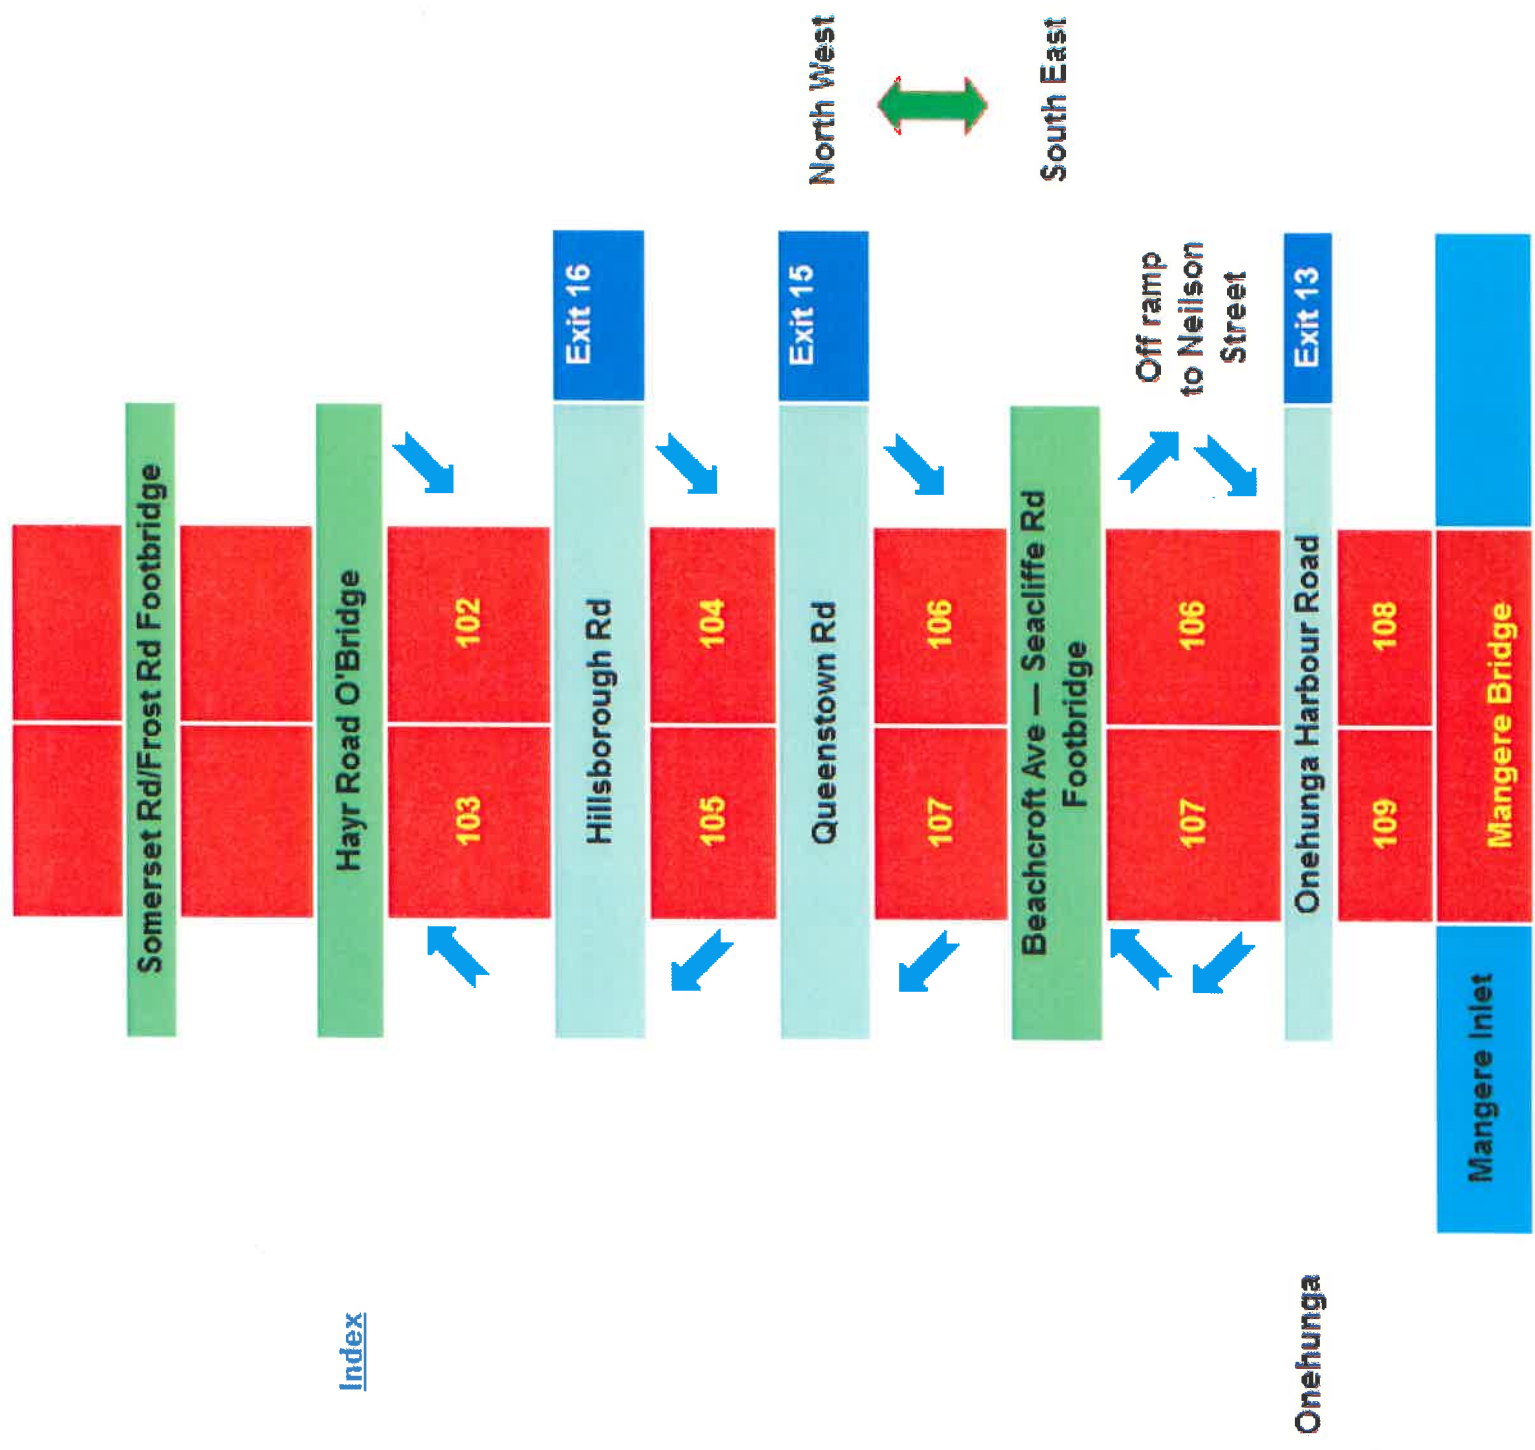 Somerset Rd/Frost Rd Footbridge
Index
Hayr Road O'Bridge
103
102
Hillsborough Rd
Exit 16
105
104
Queenstown Rd
Exit 15
North West
107
106
Beachcroft Ave — Seacliffe Rd
Footbridge
South East
107
106
Off ramp
to Neilson
Street
Onehunga
Onehunga Harbour Road
Exit 13
109
108
Mangere Inlet
Mangere Bridge